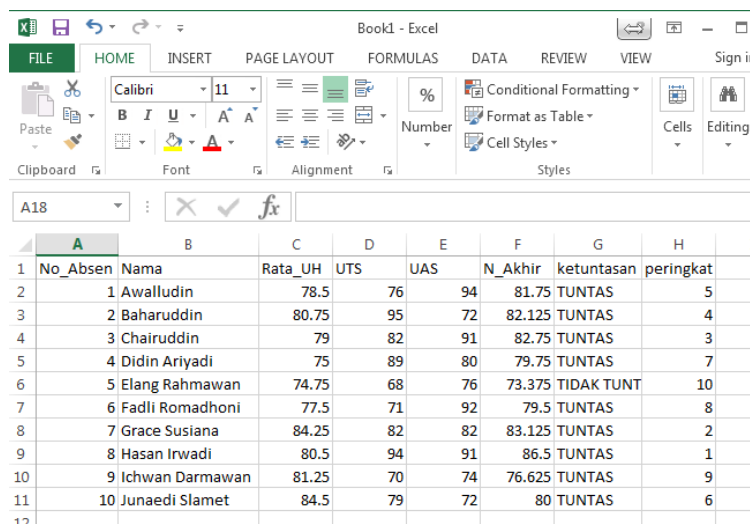 Book1 - Excel
FILE HOME INSERT PAGE LAYOUT FORMULAS DATA REVIEW VIEW Sign i
Calibri 11
Conditional Formatting
Format as Table
Cell Styles
Paste
B I U A A
% Number
Cells Editing
Clipboard Font Alignment Styles
A18 fx
A B C D E F G H
1 No_Absen Nama Rata_UH UTS UAS N_Akhir ketuntasan peringkat
2 1 Awalludin 78.5 76 94 81.75 TUNTAS 5
3 2 Baharuddin 80.75 95 72 82.125 TUNTAS 4
4 3 Chairuddin 79 82 91 82.75 TUNTAS 3
5 4 Didin Ariyadi 75 89 80 79.75 TUNTAS 7
6 5 Elang Rahmawan 74.75 68 76 73.375 TIDAK TUNT 10
7 6 Fadli Romadhoni 77.5 71 92 79.5 TUNTAS 8
8 7 Grace Susiana 84.25 82 82 83.125 TUNTAS 2
9 8 Hasan Irwadi 80.5 94 91 86.5 TUNTAS 1
10 9 Ichwan Darmawan 81.25 70 74 76.625 TUNTAS 9
11 10 Junaedi Slamet 84.5 79 72 80 TUNTAS 6
12